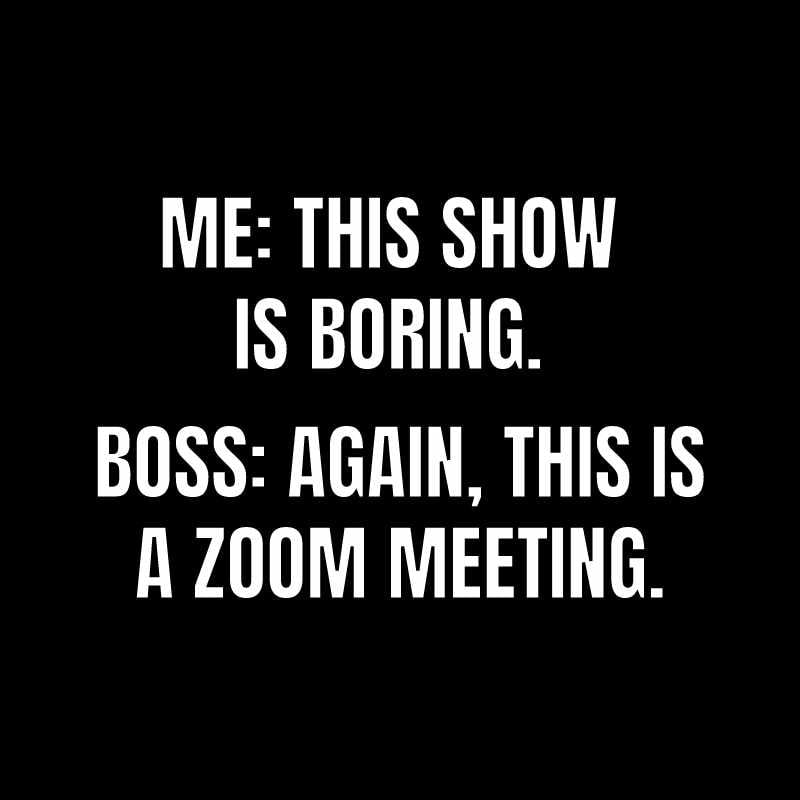 ME: THIS SHOW
IS BORING.
BOSS: AGAIN, THIS IS
A ZOOM MEETING.